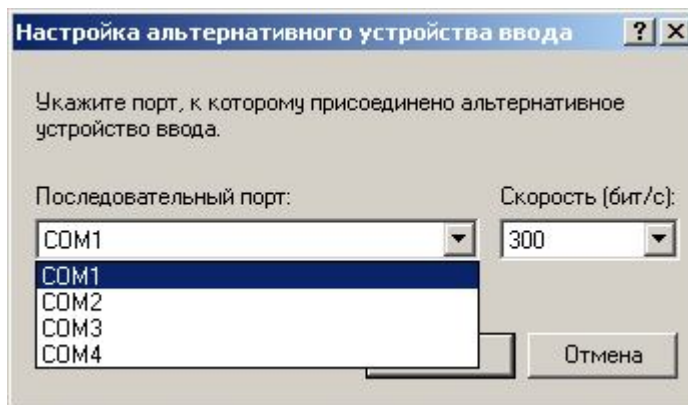 Настройка альтернативного устройства ввода
Укажите порт, к которому присоединено альтернативное
устройство ввода.
Последовательный порт:
Скорость (бит/с):
COM1
300
COM1
COM2
COM3
COM4
Отмена